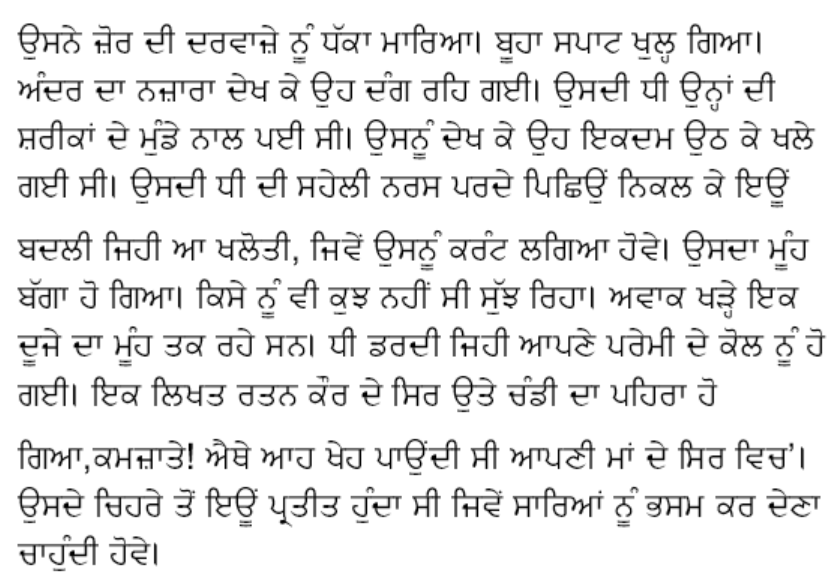 ਉਸਨੇ ਜ਼ੋਰ ਦੀ ਦਰਵਾਜ਼ੇ ਨੂੰ ਧੱਕਾ ਮਾਰਿਆ। ਬੂਹਾ ਸਪਾਟ ਖੁਲ੍ਹ ਗਿਆ।
ਅੰਦਰ ਦਾ ਨਜ਼ਾਰਾ ਦੇਖ ਕੇ ਉਹ ਦੰਗ ਰਹਿ ਗਈ। ਉਸਦੀ ਧੀ ਉਨ੍ਹਾਂ ਦੀ
ਸ਼ਰੀਕਾਂ ਦੇ ਮੁੰਡੇ ਨਾਲ ਪਈ ਸੀ। ਉਸਨੂੰ ਦੇਖ ਕੇ ਉਹ ਇਕਦਮ ਉਠ ਕੇ ਖਲੇ
ਗਈ ਸੀ। ਉਸਦੀ ਧੀ ਦੀ ਸਹੇਲੀ ਨਰਸ ਪਰਦੇ ਪਿਛਿਉਂ ਨਿਕਲ ਕੇ ਇਊਂ
ਬਦਲੀ ਜਿਹੀ ਆ ਖਲੋਤੀ, ਜਿਵੇਂ ਉਸਨੂੰ ਕਰੰਟ ਲਗਿਆ ਹੋਵੇ। ਉਸਦਾ ਮੂੰਹ
ਬੱਗਾ ਹੋ ਗਿਆ। ਕਿਸੇ ਨੂੰ ਵੀ ਕੁਝ ਨਹੀਂ ਸੀ ਸੁੱਝ ਰਿਹਾ। ਅਵਾਕ ਖੜ੍ਹੇ ਇਕ
ਦੂਜੇ ਦਾ ਮੂੰਹ ਤਕ ਰਹੇ ਸਨ। ਧੀ ਡਰਦੀ ਜਿਹੀ ਆਪਣੇ ਪਰੇਮੀ ਦੇ ਕੋਲ ਨੂੰ ਹੋ
ਗਈ। ਇਕ ਲਿਖਤ ਰਤਨ ਕੌਰ ਦੇ ਸਿਰ ਉਤੇ ਚੰਡੀ ਦਾ ਪਹਿਰਾ ਹੋ
ਗਿਆ,ਕਮਜ਼ਾਤੇ! ਐਥੇ ਆਹ ਖੇਹ ਪਾਉਂਦੀ ਸੀ ਆਪਣੀ ਮਾਂ ਦੇ ਸਿਰ ਵਿਚ'।
ਉਸਦੇ ਚਿਹਰੇ ਤੋਂ ਇਊਂ ਪ੍ਰਤੀਤ ਹੁੰਦਾ ਸੀ ਜਿਵੇਂ ਸਾਰਿਆਂ ਨੂੰ ਭਸਮ ਕਰ ਦੇਣਾ
ਚਾਹੁੰਦੀ ਹੋਵੇ।